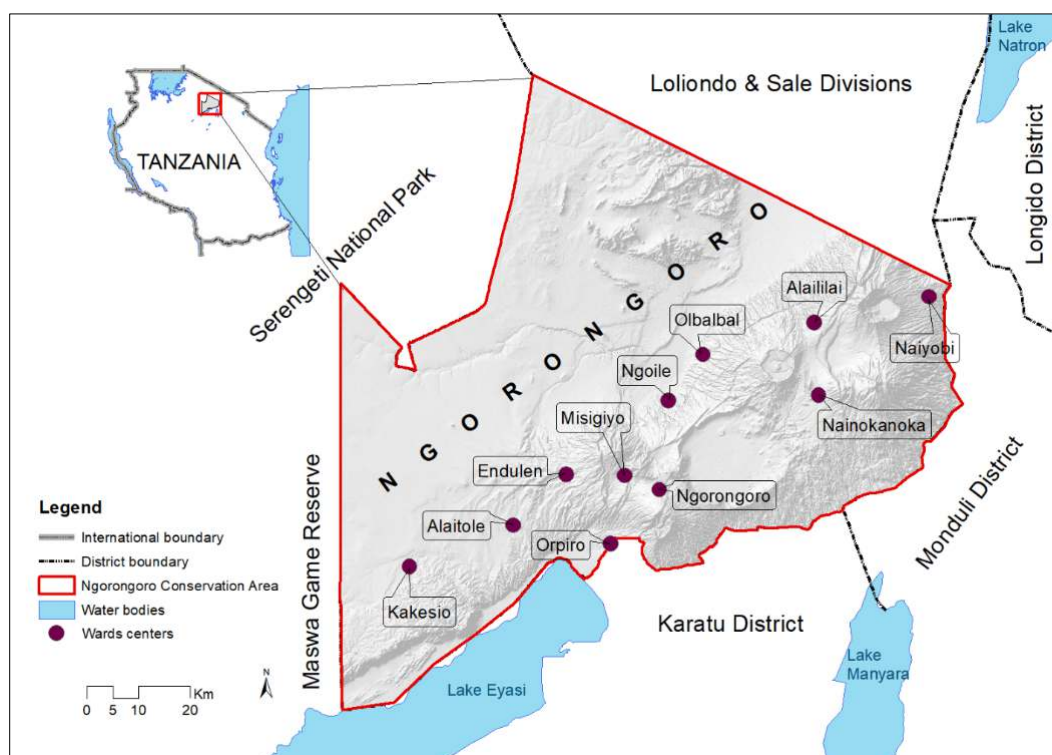 Lake
Natron
Loliondo & Sale Divisions
Longido District
TANZANIA
Serengeti National Park
NGORONGORO
Alaililai
Olbalbal
Naiyobi
Ngoile
Misigiyo
Nainokanoka
Endulen
Ngorongoro
Alaitole
Orpiro
Kakesio
Monduli District
Maswa Game Reserve
Karatu District
Lake Eyasi
Lake
Manyara
Legend
International boundary
District boundary
Ngorongoro Conservation Area
Water bodies
Wards centers
Km
0 5 10 20
N